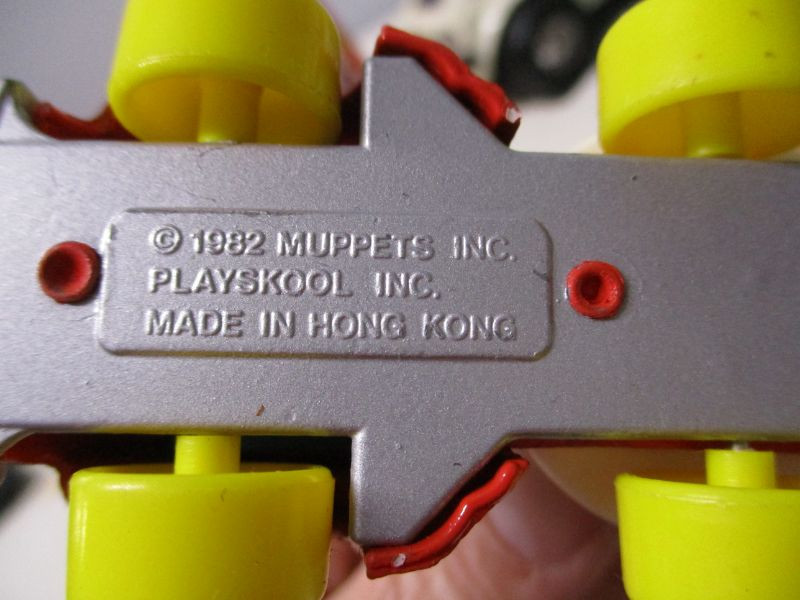 © 1982 MUPPETS INC.
PLAYSKOOL INC.
MADE IN HONG KONG